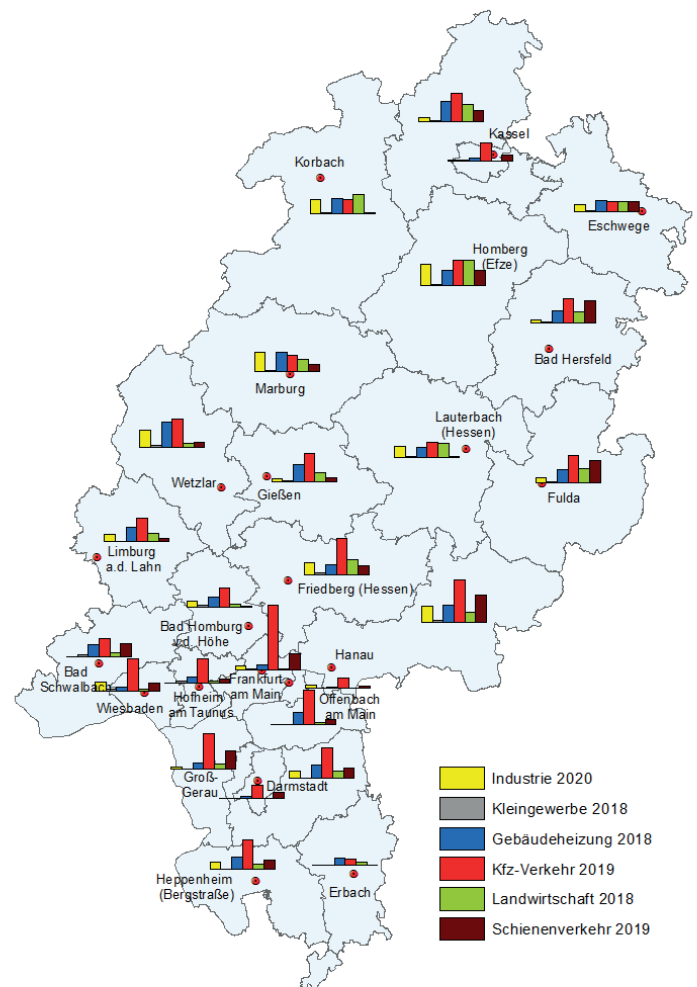 Kassel
Korbach
Eschwege
Homberg
(Efze)
Bad Hersfeld
Marburg
Lauterbach
(Hessen)
Wetzlar
Gießen
Fulda
Limburg
a.d. Lahn
Friedberg (Hessen)
Bad Homburg
v.d. Höhe
Hanau
Bad
Schwalbach
Frankfurt
am Main
Hofheim
am Taunus
Offenbach
am Main
Wiesbaden
Groß-
Gerau
Darmstadt
Heppenheim
(Bergstraße)
Erbach
Industrie 2020
Kleingewerbe 2018
Gebäudeheizung 2018
Kfz-Verkehr 2019
Landwirtschaft 2018
Schienenverkehr 2019